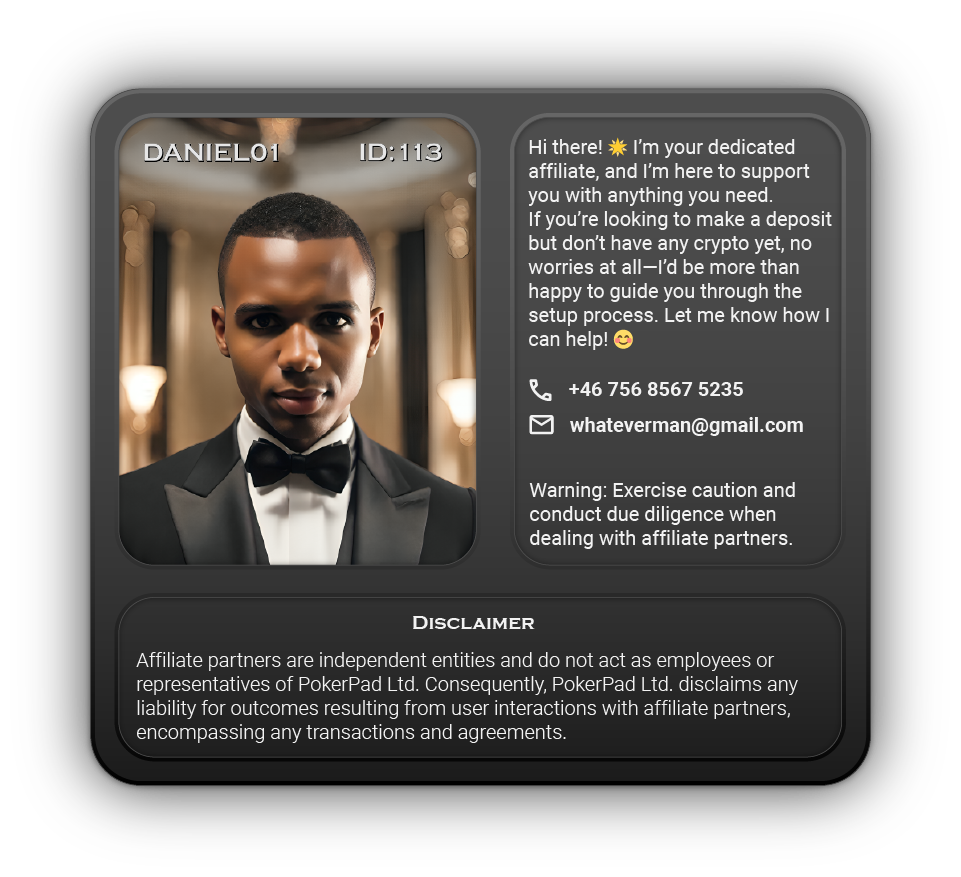 DANIEL01 ID:113
Hi there! 🌟 I’m your dedicated
affiliate, and I’m here to support
you with anything you need.
If you’re looking to make a deposit
but don’t have any crypto yet, no
worries at all—I’d be more than
happy to guide you through the
setup process. Let me know how I
can help! 😊
+46 756 8567 5235
whateverman@gmail.com
Warning: Exercise caution and
conduct due diligence when
dealing with affiliate partners.
DISCLAIMER
Affiliate partners are independent entities and do not act as employees or
representatives of PokerPad Ltd. Consequently, PokerPad Ltd. disclaims any
liability for outcomes resulting from user interactions with affiliate partners,
encompassing any transactions and agreements.